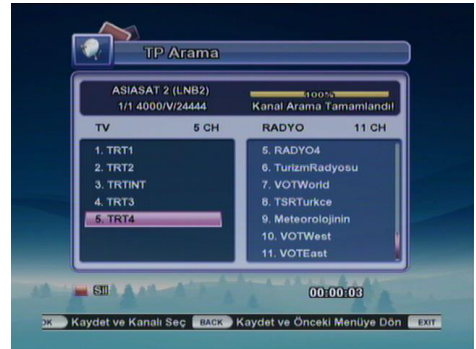 TP Arama
ASIASAT 2 (LNB2)
1/1 4000/V/24444
100%
Kanal Arama Tamamlandı!
TV 5 CH
RADYO 11 CH
1. TRT1
2. TRT2
3. TRTINT
4. TRT3
5. TRT4
5. RADYO4
6. TurizmRadyosu
7. VOTWorld
8. TSRTurkce
9. Meteorolojinin
10. VOTWest
11. VOTEast
Sil
00:00:03
OK Kaydet ve Kanalı Seç BACK Kaydet ve Önceki Menüye Dön EXIT